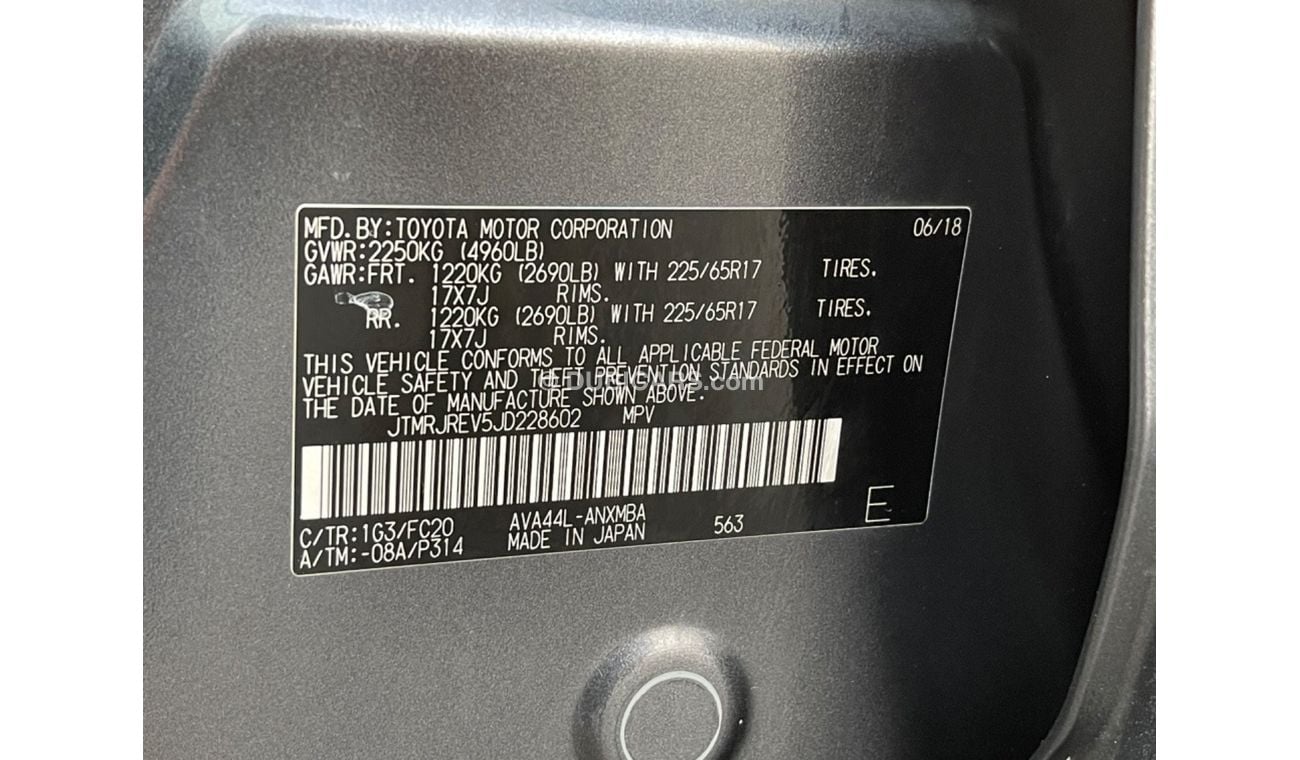 MFD.BY:TOYOTA MOTOR CORPORATION 06/18
GVWR:2250KG (4960LB)
GAWR:FRT. 1220KG (2690LB) WITH 225/65R17 TIRES.
17X7J RIMS.
RR. 1220KG (2690LB) WITH 225/65R17 TIRES.
17X7J RIMS.
THIS VEHICLE CONFORMS TO ALL APPLICABLE FEDERAL MOTOR
VEHICLE SAFETY AND THEFT PREVENTION STANDARDS IN EFFECT ON
THE DATE OF MANUFACTURE SHOWN ABOVE.
© DUBICARS.com
JTMRJREV5JD228602 MPV
C/TR:1G3/FC20 AVA44L-ANXMBA 563 E
A/TM:-08A/P314 MADE IN JAPAN